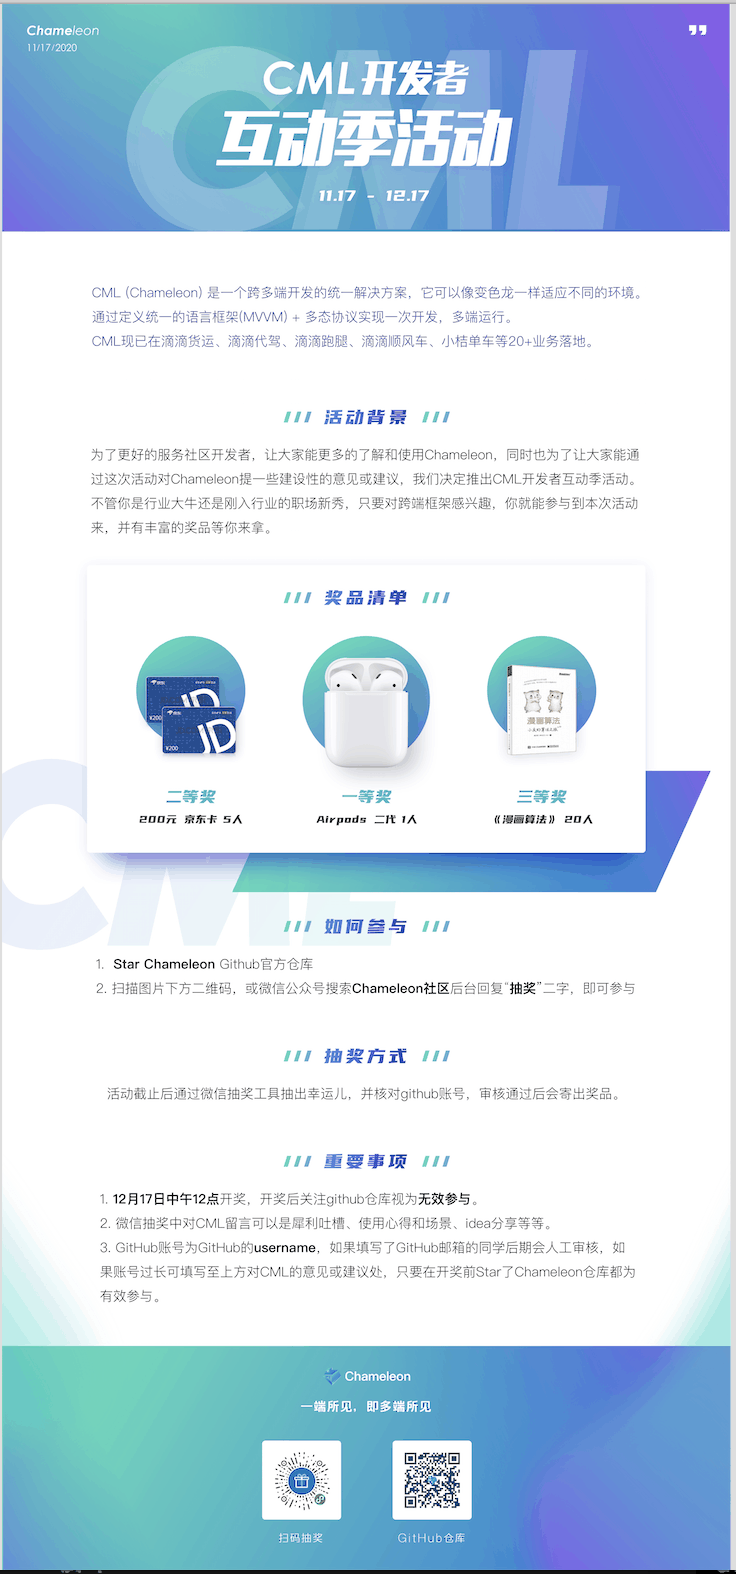 Chameleon
11/17/2020
CML开发者
互动季活动
11.17 - 12.17
CML (Chameleon) 是一个跨多端开发的统一解决方案，它可以像变色龙一样适应不同的环境。
通过定义统一的语言框架(MVVM) + 多态协议实现一次开发，多端运行。
CML现已在滴滴货运、滴滴代驾、滴滴跑腿、滴滴顺风车、小桔单车等20+业务落地。
活动背景
为了更好的服务社区开发者，让大家能更多的了解和使用Chameleon，同时也为了让大家能通
过这次活动对Chameleon提一些建设性的意见或建议，我们决定推出CML开发者互动季活动。
不管你是行业大牛还是刚入行业的职场新秀，只要对跨端框架感兴趣，你就能参与到本次活动
来，并有丰富的奖品等你来拿。
奖品清单
¥200
JD
¥200
JD
漫画算法
二等奖
200元 京东卡 5人
一等奖
Airpods 二代 1人
三等奖
《漫画算法》 20人
如何参与
1. Star Chameleon Github官方仓库
2. 扫描图片下方二维码，或微信公众号搜索Chameleon社区后台回复“抽奖”二字，即可参与
抽奖方式
活动截止后通过微信抽奖工具抽出幸运儿，并核对github账号，审核通过后会寄出奖品。
重要事项
1. 12月17日中午12点开奖，开奖后关注github仓库视为无效参与。
2. 微信抽奖中对CML留言可以是犀利吐槽、使用心得和场景、idea分享等等。
3. GitHub账号为GitHub的username，如果填写了GitHub邮箱的同学后期会人工审核，如
果账号过长可填写至上方对CML的意见或建议处，只要在开奖前Star了Chameleon仓库都为
有效参与。
Chameleon
一端所见，即多端所见
扫码抽奖
GitHub仓库